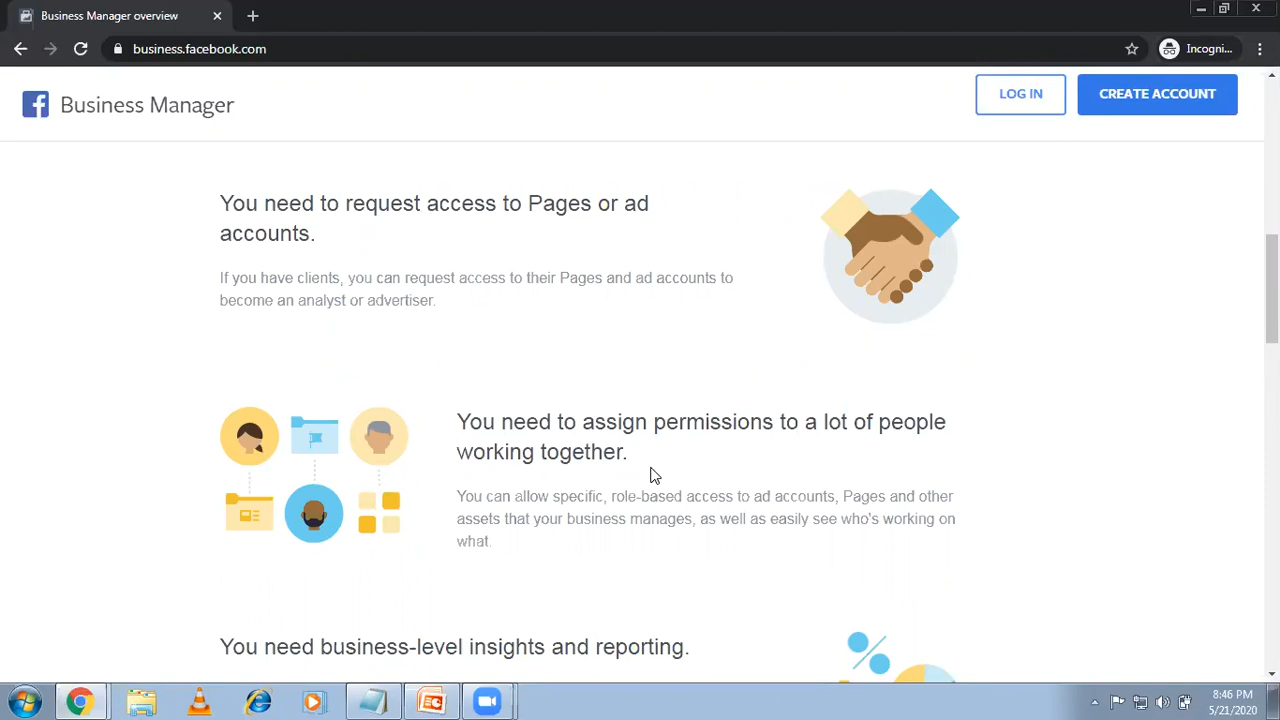 Business Manager overview
business.facebook.com
Incogni...
Business Manager
LOG IN
CREATE ACCOUNT
You need to request access to Pages or ad
accounts.
If you have clients, you can request access to their Pages and ad accounts to
become an analyst or advertiser.
You need to assign permissions to a lot of people
working together.
You can allow specific, role-based access to ad accounts, Pages and other
assets that your business manages, as well as easily see who's working on
what.
You need business-level insights and reporting.
8:46 PM
5/21/2020